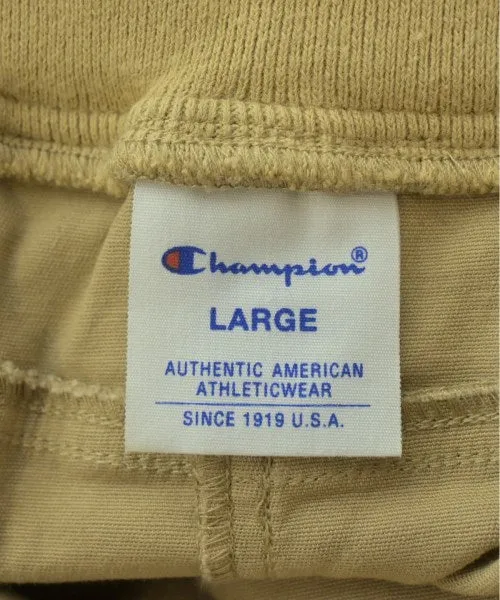 Champion®
LARGE
AUTHENTIC AMERICAN
ATHLETICWEAR
SINCE 1919 U.S.A.